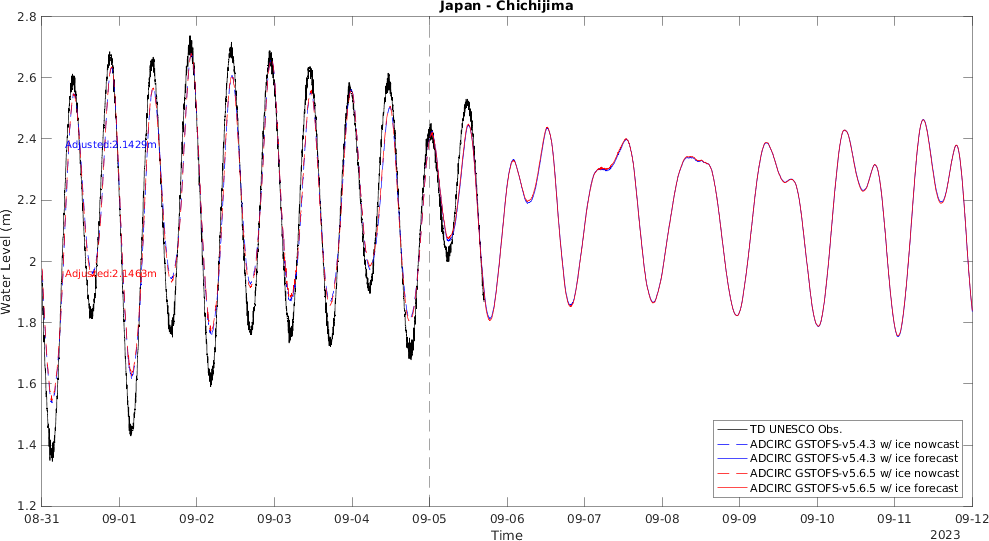 Japan - Chichijima
Water Level (m)
2.8
2.6
2.4
2.2
2
1.8
1.6
1.4
1.2
Adjusted:2.1429m
Adjusted:2.1463m
TD UNESCO Obs.
ADCIRC GSTOFS-v5.4.3 w/ ice nowcast
ADCIRC GSTOFS-v5.4.3 w/ ice forecast
ADCIRC GSTOFS-v5.6.5 w/ ice nowcast
ADCIRC GSTOFS-v5.6.5 w/ ice forecast
08-31 09-01 09-02 09-03 09-04 09-05 09-06 09-07 09-08 09-09 09-10 09-11 09-12
Time
2023